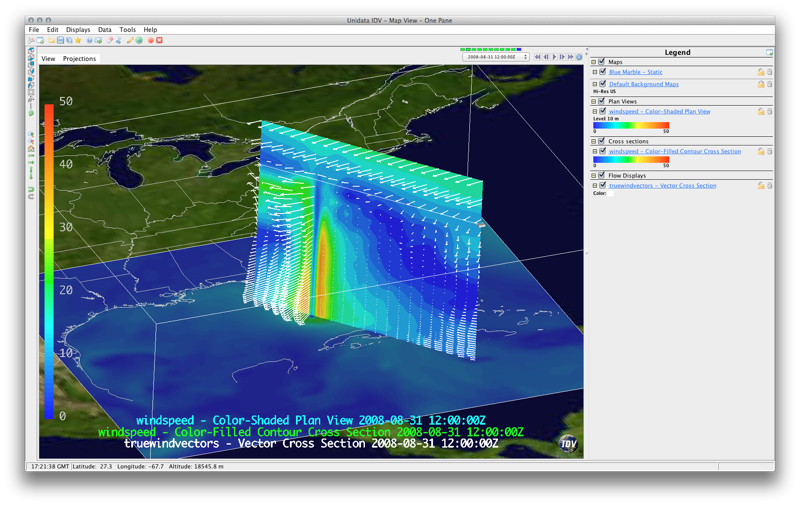 Unidata IDV - Map View - One Pane
File Edit Displays Data Tools Help
View Projections
2008-08-31 12:00:00Z
Legend
Maps
Blue Marble - Static
Default Background Maps
Hi-Res US
Plan Views
windspeed - Color-Shaded Plan View
Level 10 m
0 50
Cross sections
windspeed - Color-Filled Contour Cross Section
0 50
Flow Displays
truewindvectors - Vector Cross Section
Color:
50
40
30
20
10
0
windspeed - Color-Shaded Plan View 2008-08-31 12:00:00Z
windspeed - Color-Filled Contour Cross Section 2008-08-31 12:00:00Z
truewindvectors - Vector Cross Section 2008-08-31 12:00:00Z
IDV
17:21:38 GMT Latitude: 27.3 Longitude: -67.7 Altitude: 18545.8 m